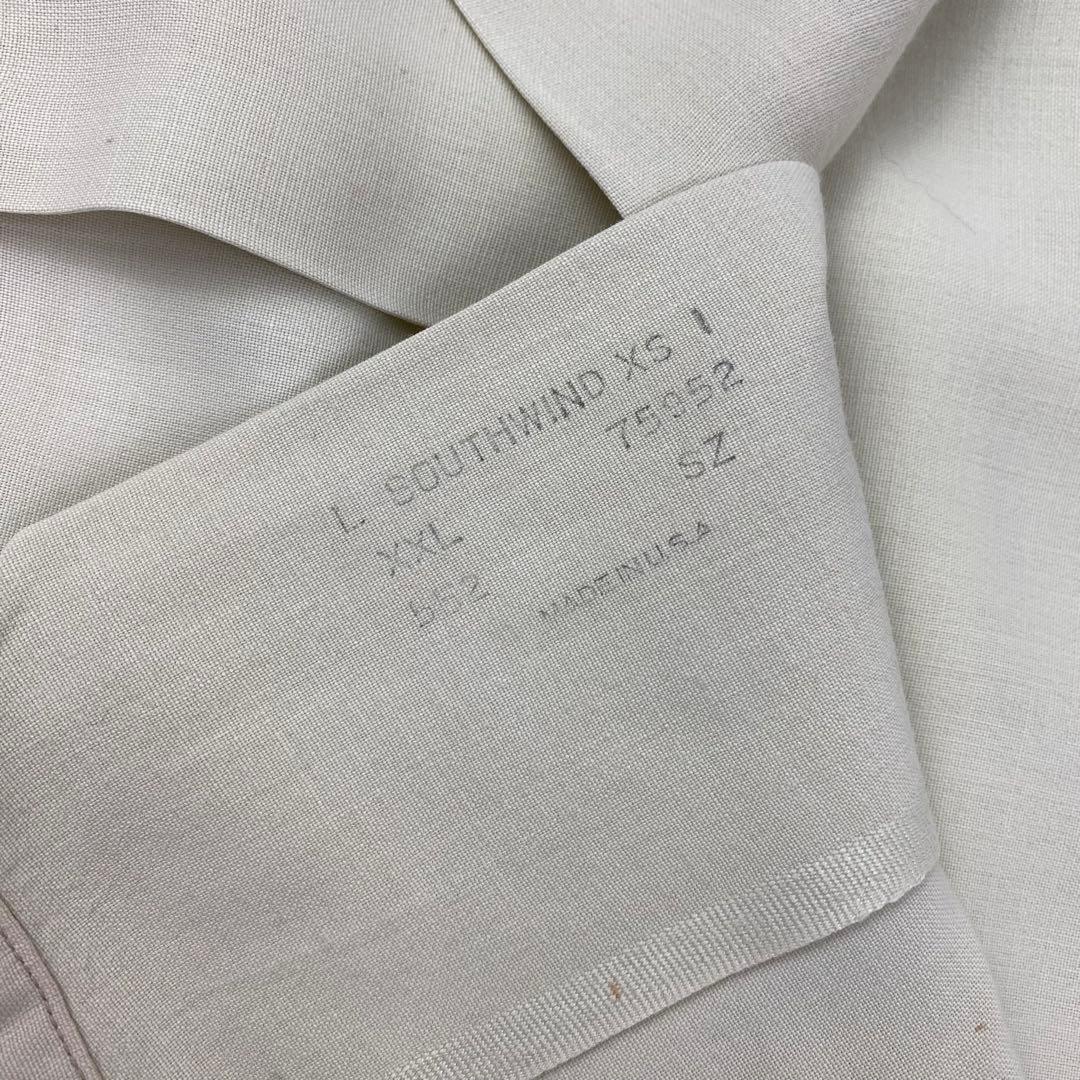 L SOUTHWIND XS I
XXL 75952
552 SZ
MADE IN U.S.A